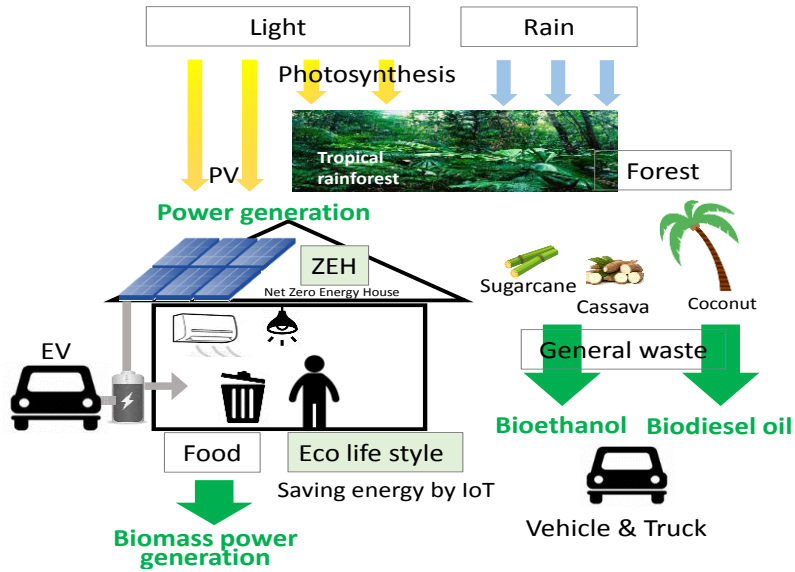 Light
Rain
Photosynthesis
Tropical
rainforest
Forest
PV
Power generation
ZEH
Net Zero Energy House
Sugarcane
Cassava
Coconut
EV
General waste
Bioethanol
Biodiesel oil
Food
Eco life style
Saving energy by IoT
Vehicle & Truck
Biomass power
generation